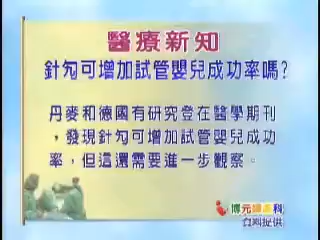 醫療新知
針灸可增加試管嬰兒成功率嗎?
丹麥和德國有研究登在醫學期刊
，發現針灸可增加試管嬰兒成功
率，但這還需要進一步觀察。
博元婦產科
資料提供